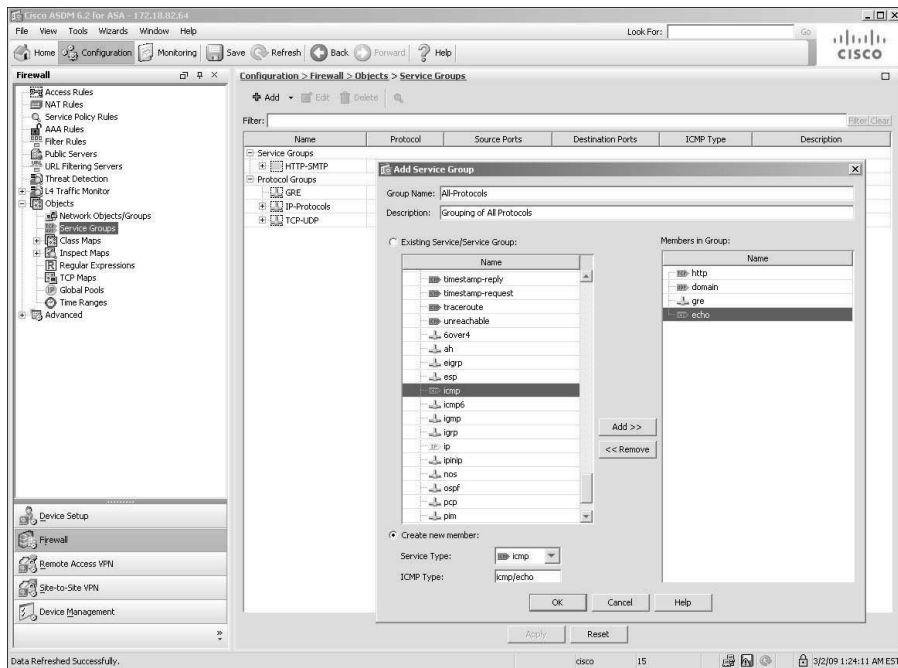 Cisco ASDM 6.2 for ASA - 172.18.82.64
File View Tools Wizards Window Help
Look For:
Go
Home Configuration Monitoring Save Refresh Back Forward Help
CISCO
Firewall
Access Rules
NAT Rules
Service Policy Rules
AAA Rules
Filter Rules
Public Servers
URL Filtering Servers
Threat Detection
L4 Traffic Monitor
Objects
Network Objects/Groups
Service Groups
Class Maps
Inspect Maps
Regular Expressions
TCP Maps
Global Pools
Time Ranges
Advanced
Device Setup
Firewall
Remote Access VPN
Site-to-Site VPN
Device Management
Configuration > Firewall > Objects > Service Groups
Add Edit Delete
Filter:
Filter Clear
Name Protocol Source Ports Destination Ports ICMP Type Description
Service Groups
HTTP-SMTP
Protocol Groups
GRE
IP-Protocols
TCP-UDP
Add Service Group
Group Name: All-Protocols
Description: Grouping of All Protocols
Existing Service/Service Group:
Name
timestamp-reply
timestamp-request
traceroute
unreachable
6over4
ah
eigrp
esp
icmp
icmp6
igmp
igrp
ip
ipinip
nos
ospf
pcp
pim
Add >>
<< Remove
Members in Group:
Name
http
domain
gre
echo
Create new member:
Service Type: icmp
ICMP Type: icmp/echo
OK Cancel Help
Apply Reset
Data Refreshed Successfully.
cisco 15 3/2/09 1:24:11 AM EST